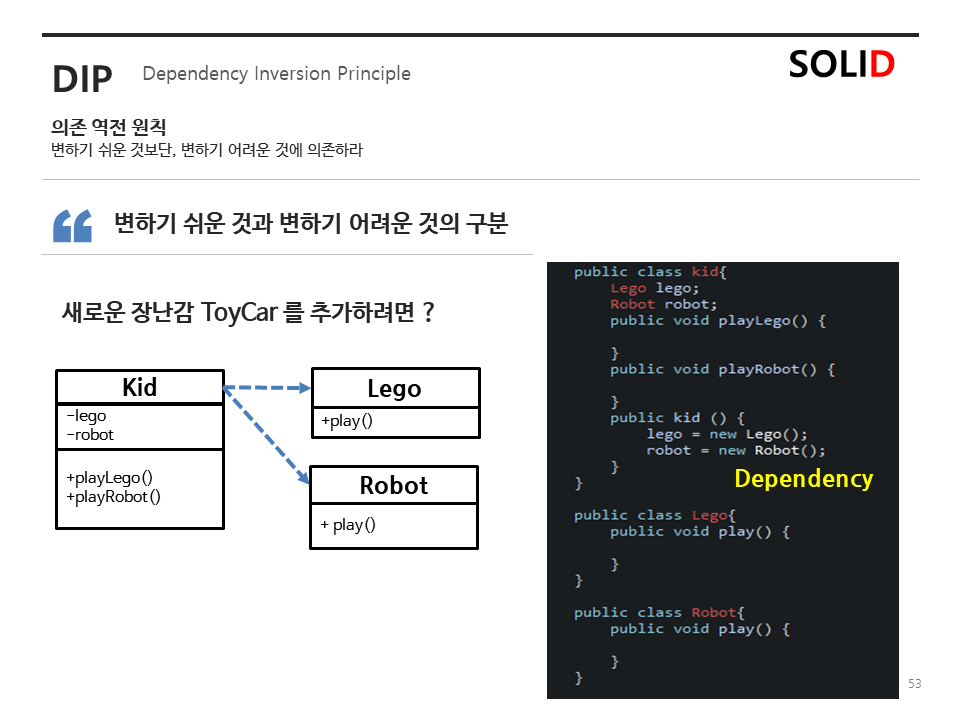 DIP
Dependency Inversion Principle
SOLID
의존 역전 원칙
변하기 쉬운 것보단, 변하기 어려운 것에 의존하라
변하기 쉬운 것과 변하기 어려운 것의 구분
새로운 장난감 ToyCar 를 추가하려면 ?
Kid
-lego
-robot
+playLego()
+playRobot()
Lego
+play()
Robot
+ play()
public class kid{
Lego lego;
Robot robot;
public void playLego() {
}
public void playRobot() {
}
public kid () {
lego = new Lego();
robot = new Robot();
}
}
Dependency
public class Lego{
public void play() {
}
}
public class Robot{
public void play() {
}
}
53